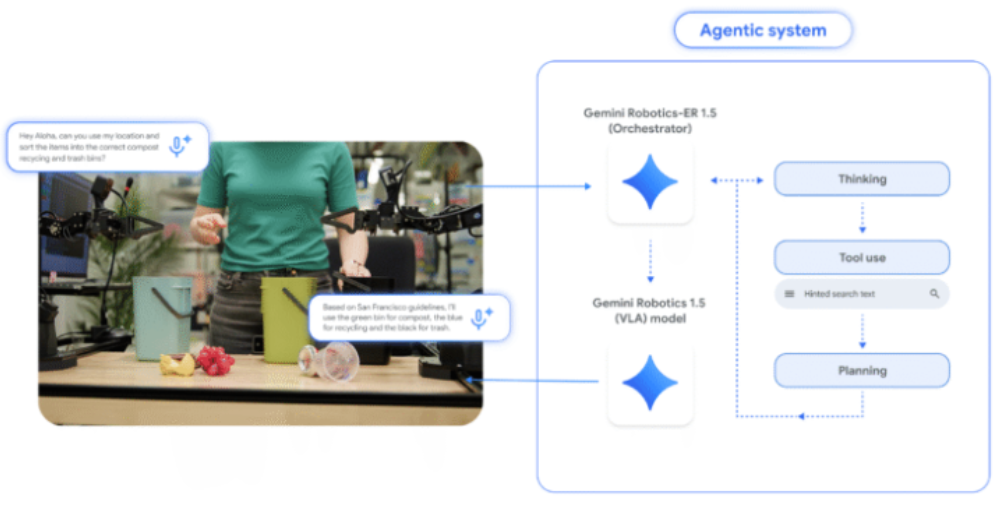 Agentic system
Hey Aloha, can you use my location and
sort the items into the correct compost
recycling and trash bins?
Based on San Francisco guidelines, I'll
use the green bin for compost, the blue
for recycling and the black for trash.
Gemini Robotics-ER 1.5
(Orchestrator)
Gemini Robotics 1.5
(VLA) model
Thinking
Tool use
Hinted search text
Planning